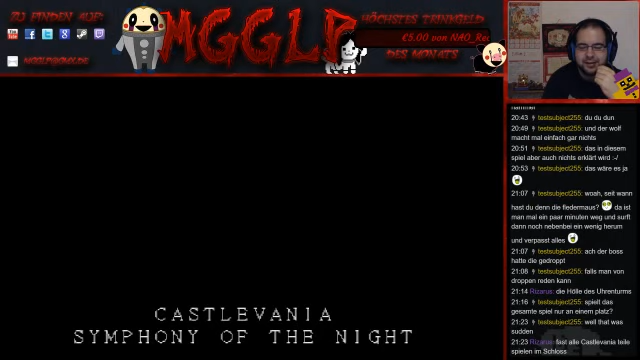 ZU FINDEN AUF:
MGGLP@GMX.DE
MGGLP
HÖCHSTES TRINKGELD
€5.00 von NAO_Rec
DES MONATS
20:43 testsubject255: du du dun
20:49 testsubject255: und der wolf
macht mal einfach gar nichts
20:51 testsubject255: das in diesem
spiel aber auch nichts erklärt wird :-/
20:53 testsubject255: das wäre es ja
21:07 testsubject255: woah, seit wann
hast du denn die fledermaus? da ist
man mal ein paar minuten weg und surft
dann noch nebenbei ein wenig herum
und verpasst alles
21:07 testsubject255: ach der boss
hatte die gedroppt
21:08 testsubject255: falls man von
droppen reden kann
21:14 Rizarus: die Hölle des Uhrenturms
21:16 testsubject255: spielt das
gesamte spiel nur an einem platz?
21:23 testsubject255: well that was
sudden
21:23 Rizarus: fast alle Castlevania teile
spielen im Schloss
CASTLEVANIA
SYMPHONY OF THE NIGHT